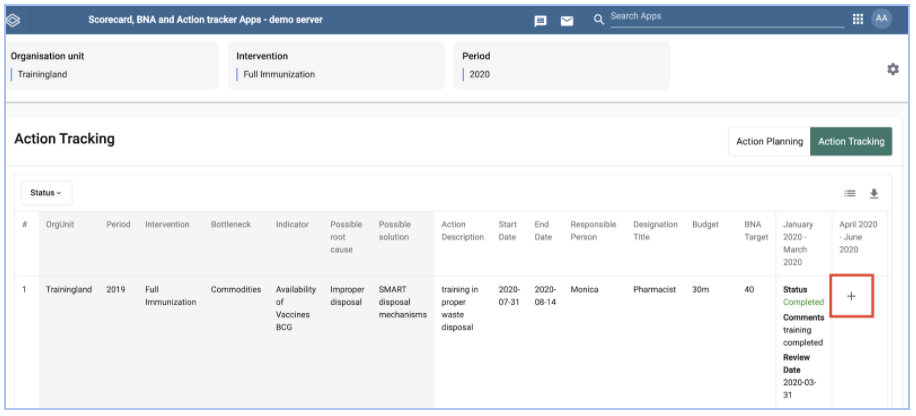 Scorecard, BNA and Action tracker Apps - demo server
Search Apps
AA
Organisation unit
Trainingland
Intervention
Full Immunization
Period
2020
Action Tracking
Action Planning
Action Tracking
Status
#
OrgUnit
Period
Intervention
Bottleneck
Indicator
Possible
root
cause
Possible
solution
Action
Description
Start
Date
End
Date
Responsible
Person
Designation
Title
Budget
BNA
Target
January
2020 -
March
2020
April 2020
- June
2020
1
Trainingland
2019
Full
Immunization
Commodities
Availability
of
Vaccines
BCG
Improper
disposal
SMART
disposal
mechanisms
training in
proper
waste
disposal
2020-
07-31
2020-
08-14
Monica
Pharmacist
30m
40
Status
Completed
Comments
training
completed
Review
Date
2020-03-
31
+